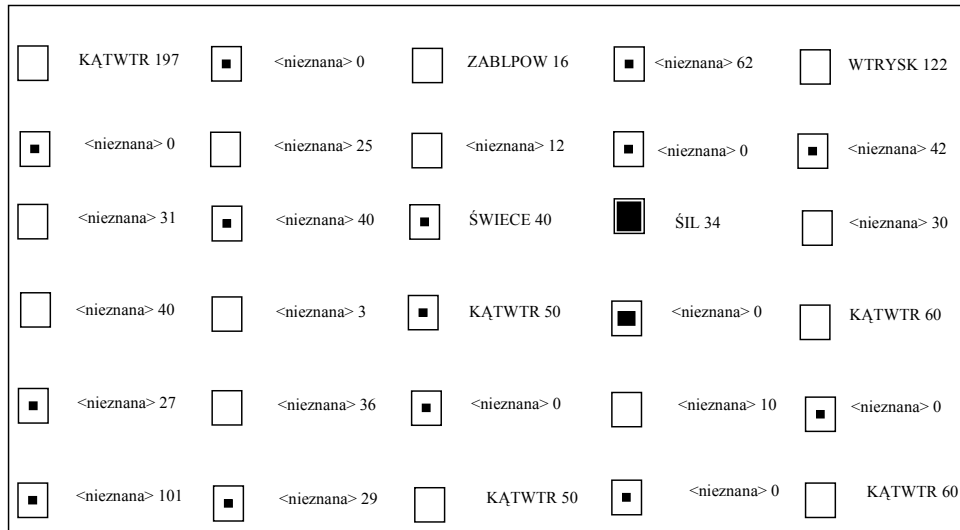 KĄTWTR 197 <nieznana> 0 ZABLPOW 16 <nieznana> 62 WTRYSK 122
<nieznana> 0 <nieznana> 25 <nieznana> 12 <nieznana> 0 <nieznana> 42
<nieznana> 31 <nieznana> 40 ŚWIECE 40 ŚIL 34 <nieznana> 30
<nieznana> 40 <nieznana> 3 KĄTWTR 50 <nieznana> 0 KĄTWTR 60
<nieznana> 27 <nieznana> 36 <nieznana> 0 <nieznana> 10 <nieznana> 0
<nieznana> 101 <nieznana> 29 KĄTWTR 50 <nieznana> 0 KĄTWTR 60